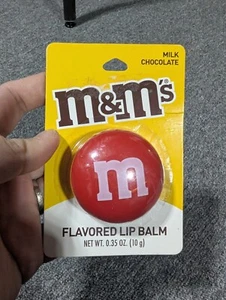 MILK
CHOCOLATE
m&m's
m
FLAVORED LIP BALM
NET WT. 0.35 OZ. (10 g)